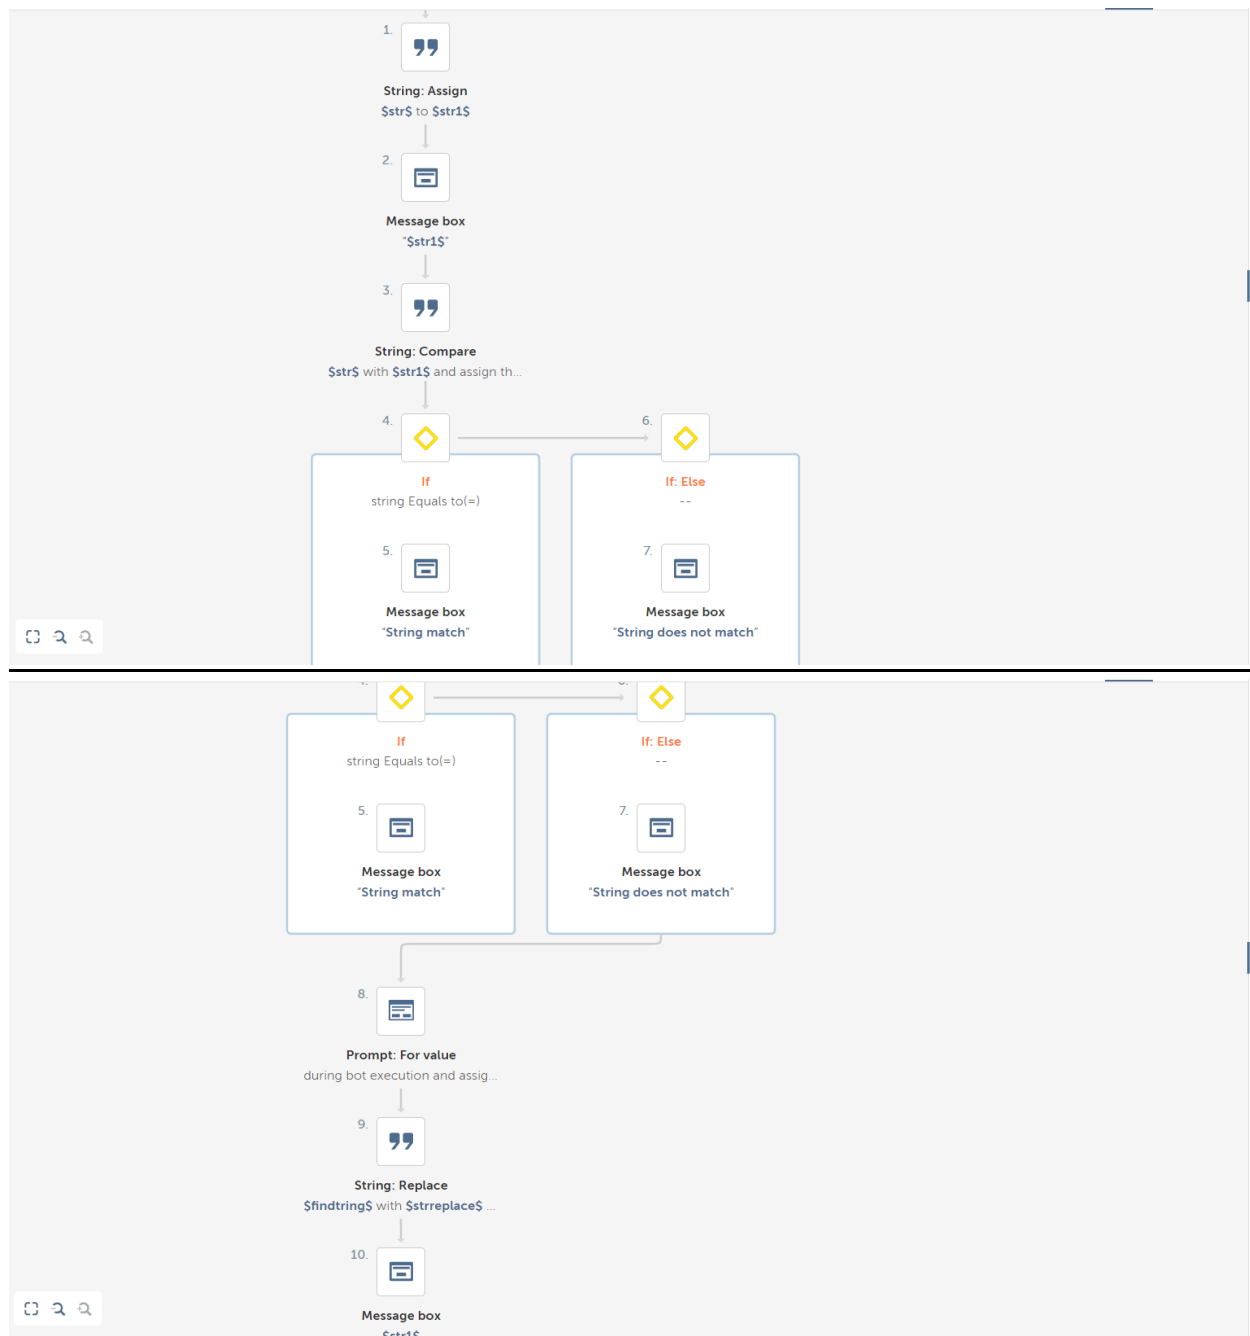 1.
String: Assign
$str$ to $str1$
2.
Message box
"$str1$"
3.
String: Compare
$str$ with $str1$ and assign th...
4.
6.
If
If: Else
string Equals to(=)
--
5.
7.
Message box
Message box
"String match"
"String does not match"
If
If: Else
string Equals to(=)
--
5.
7.
Message box
Message box
"String match"
"String does not match"
8.
Prompt: For value
during bot execution and assig...
9.
String: Replace
$findtring$ with $strreplace$ ...
10.
Message box
$str1$